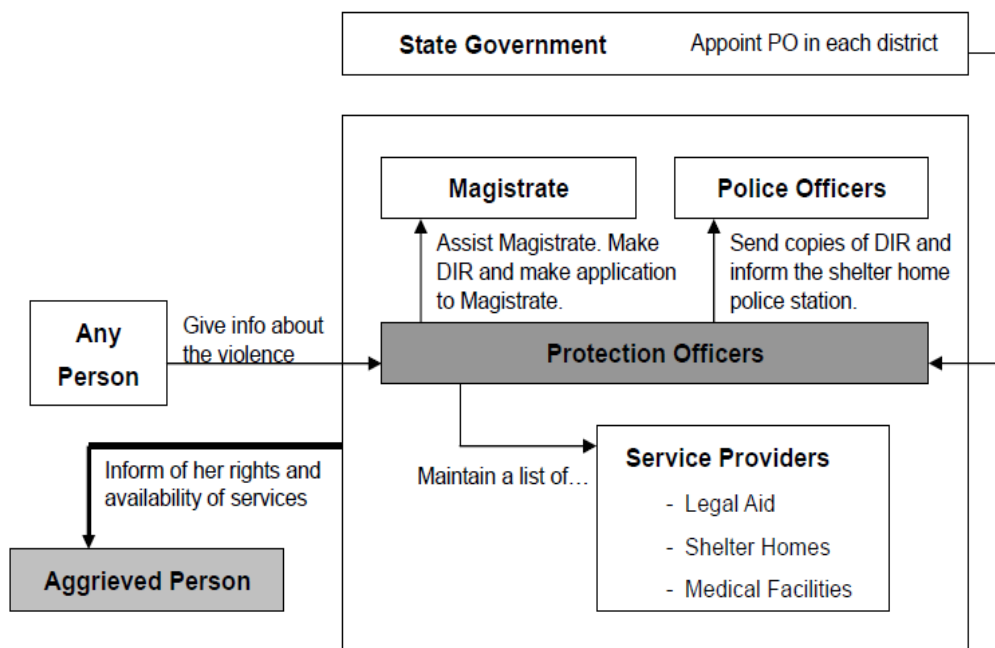 State Government Appoint PO in each district
Magistrate
Police Officers
Assist Magistrate. Make
DIR and make application
to Magistrate.
Send copies of DIR and
inform the shelter home
police station.
Any
Person
Give info about
the violence
Protection Officers
Inform of her rights and
availability of services
Maintain a list of…
Service Providers
- Legal Aid
- Shelter Homes
- Medical Facilities
Aggrieved Person